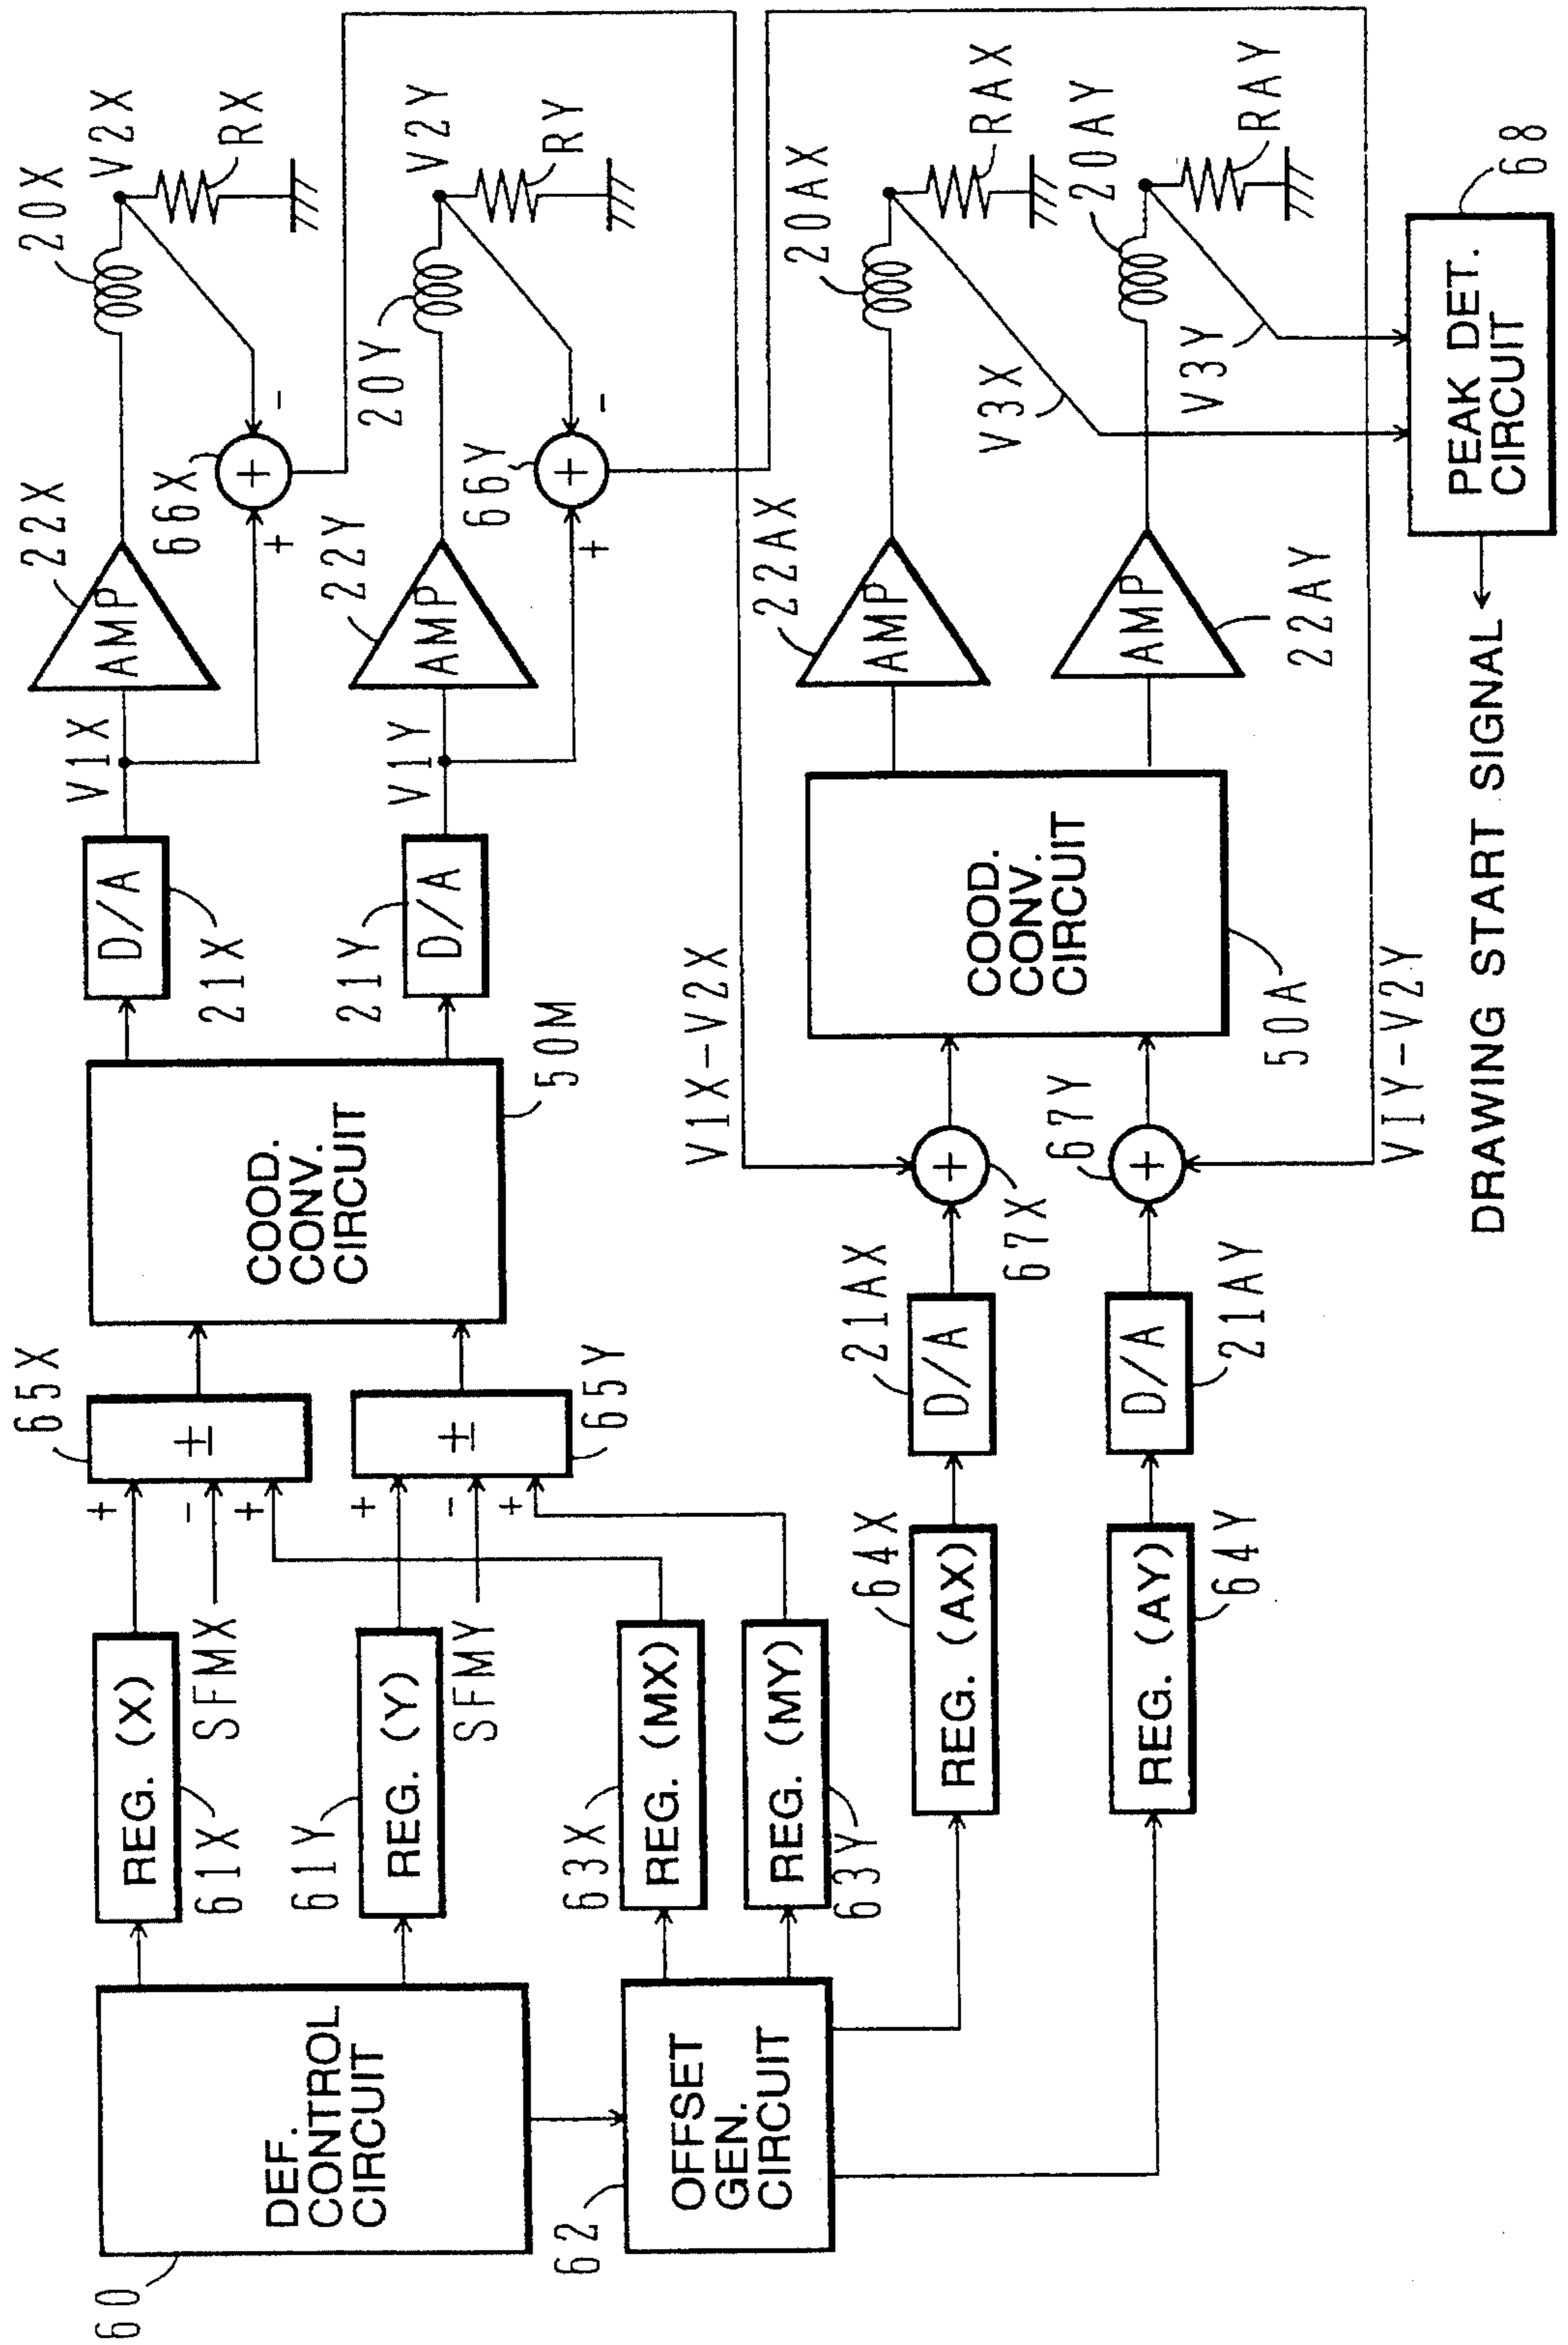 60
DEF.
CONTROL
CIRCUIT
REG. (X)
61X
SFMX
REG. (Y)
61Y
SFMY
62
OFFSET
GEN.
CIRCUIT
63X
REG. (MX)
REG. (MY)
63Y
65X
+
-
+
±
+
-
+
±
65Y
COOD.
CONV.
CIRCUIT
50M
D/A
21X
21Y
D/A
V1X
AMP
22X
66X
+
+
-
20X
V2X
RX
V1Y
AMP
22Y
66Y
+
+
-
20Y
V2Y
RY
64X
REG. (AX)
REG. (AY)
64Y
21AX
D/A
D/A
21AY
V1X-V2X
+
67X
67Y
+
VIY-V2Y
COOD.
CONV.
CIRCUIT
50A
22AX
AMP
AMP
22AY
20AX
RAX
V3X
20AY
RAY
V3Y
PEAK DET.
CIRCUIT
68
DRAWING START SIGNAL